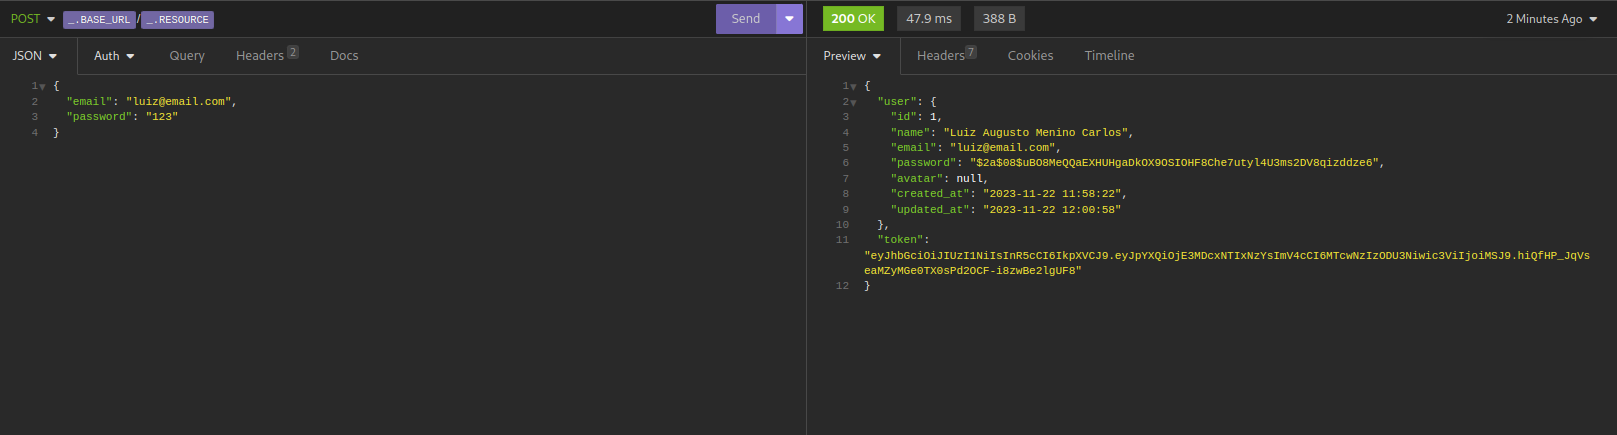 POST _.BASE_URL/_.RESOURCE Send 200 OK 47.9 ms 388 B 2 Minutes Ago
JSON Auth Query Headers 2 Docs Preview Headers 7 Cookies Timeline
1 {
2 "email": "luiz@email.com",
3 "password": "123"
4 }
1 {
2 "user": {
3 "id": 1,
4 "name": "Luiz Augusto Menino Carlos",
5 "email": "luiz@email.com",
6 "password": "$2a$08$uBO8MeQQaEXHUHgaDkOX9OSIOHF8Che7utyl4U3ms2DV8qizddze6",
7 "avatar": null,
8 "created_at": "2023-11-22 11:58:22",
9 "updated_at": "2023-11-22 12:00:58"
10 },
11 "token":
"eyJhbGciOiJIUzI1NiIsInR5cCI6IkpXVCJ9.eyJpYXQiOjE3MDcxNTIxNzYsImV4cCI6MTcwNzIzODU3Niwic3ViIjoiMSJ9.hiQfHP_JqVs
eaMZyMGe0TX0sPd2OCF-i8zwBe2lgUF8"
12 }